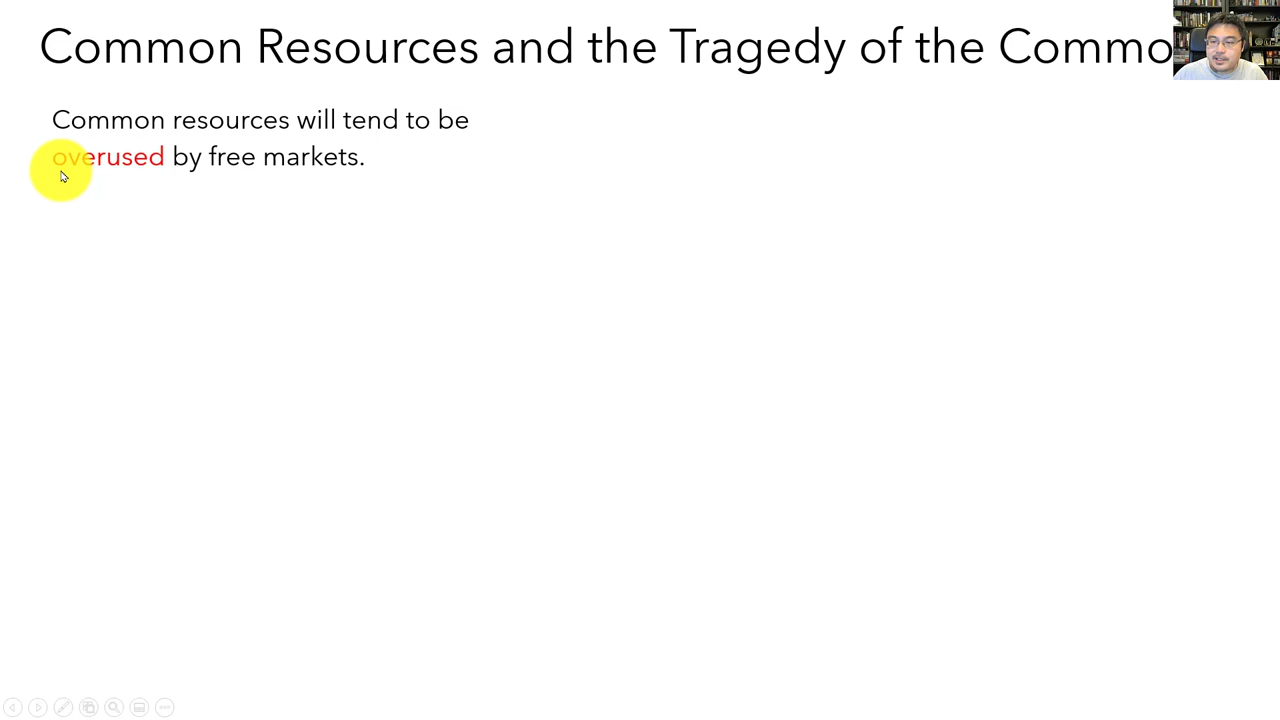 Common Resources and the Tragedy of the Commo
Common resources will tend to be
overused by free markets.